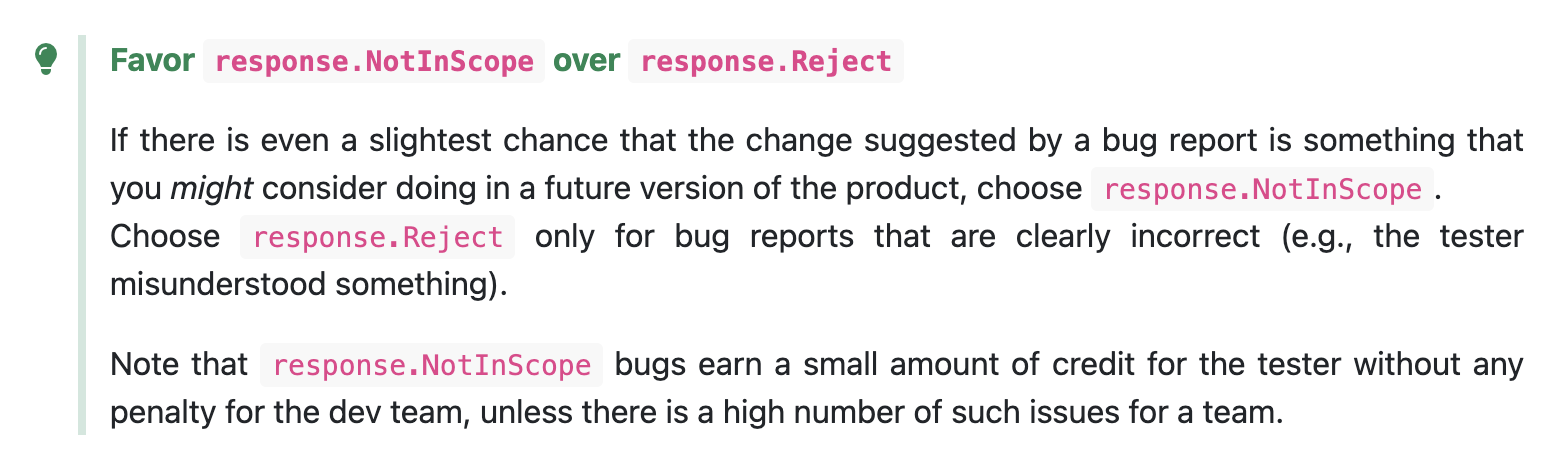 Favor response.NotInScope over response.Reject
If there is even a slightest chance that the change suggested by a bug report is something that
you might consider doing in a future version of the product, choose response.NotInScope.
Choose response.Reject only for bug reports that are clearly incorrect (e.g., the tester
misunderstood something).
Note that response.NotInScope bugs earn a small amount of credit for the tester without any
penalty for the dev team, unless there is a high number of such issues for a team.